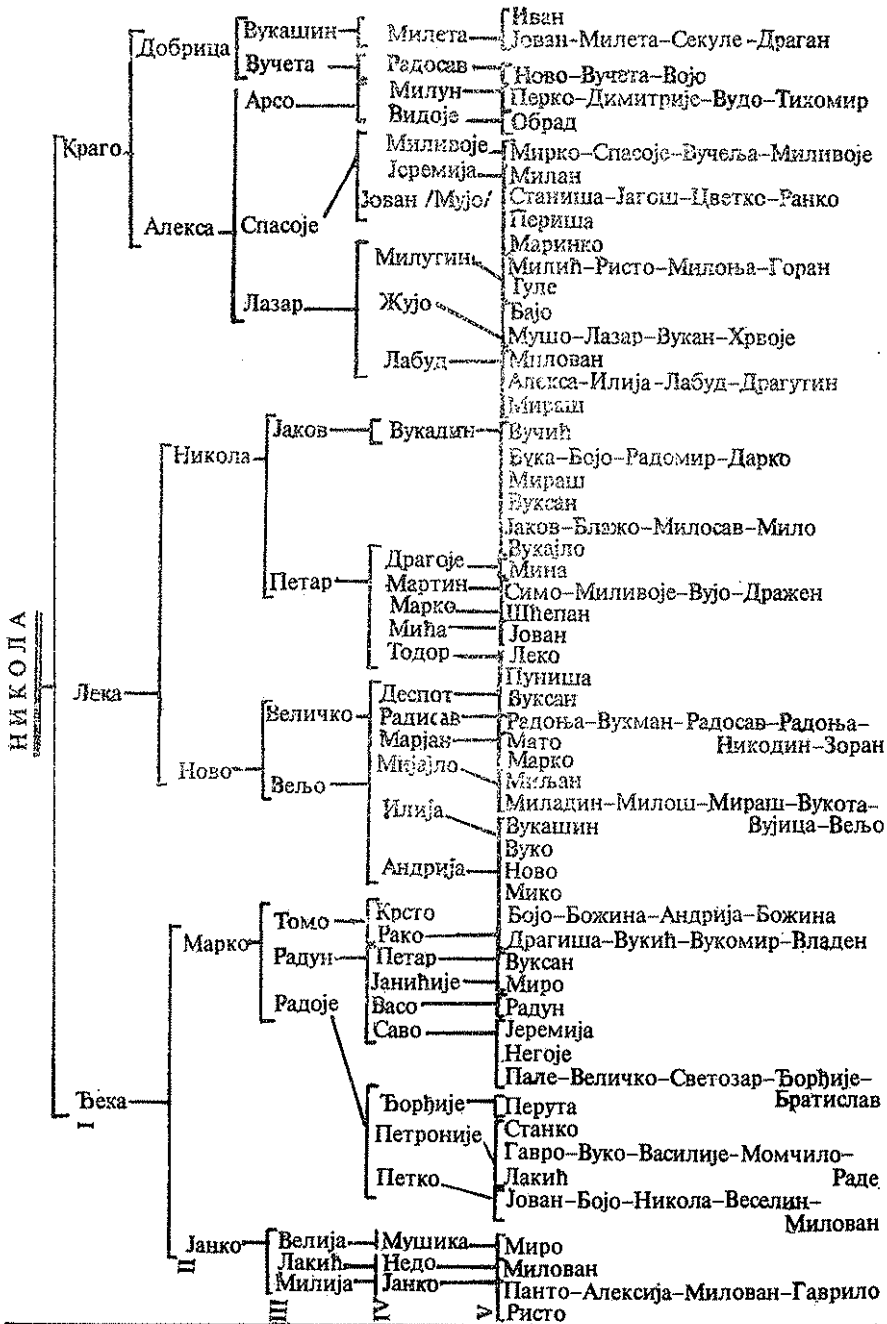 НИКОЛА
Краго
Добрица
Вукашин
Милета
Иван
Јован-Милета-Секуле-Драган
Вучета
Радосав
Ново-Вучета-Војо
Алекса
Арсо
Милун
Перко-Димитрије-Вудо-Тихомир
Видоје
Обрад
Спасоје
Миливоје
Мирко-Спасоје-Вучеља-Миливоје
Јеремија
Милан
Јован /Мујо/
Станиша-Јагош-Цветко-Ранко
Периша
Маринко
Лазар
Милутин
Милић-Ристо-Милоња-Горан
Гуле
Жујо
Бајо
Мушо-Лазар-Вукан-Хрвоје
Лабуд
Милован
Алекса-Илија-Лабуд-Драгутин
Мираш
Лека
Никола
Јаков
Вукадин
Вучић
Вука-Бојо-Радомир-Дарко
Мираш
Вуксан
Јаков-Блажо-Милосав-Мило
Вукајло
Петар
Драгоје
Мина
Мартин
Симо-Миливоје-Вујо-Дражен
Марко
Шћепан
Мића
Јован
Тодор
Леко
Пуниша
Ново
Величко
Деспот
Вуксан
Радисав
Радоња-Вукман-Радосав-Радоња-
Никодин-Зоран
Марјан
Мато
Марко
Вељо
Мијајло
Миљан
Миладин-Милош-Мираш-Вукота-
Вујица-Вељо
Илија
Вукашин
Вуко
Андрија
Ново
Мико
Ђеха
I
Марко
Томо
Крсто
Бојо-Божина-Андрија-Божина
Рако
Драгиша-Вукић-Вукомир-Владен
Радун
Петар
Вуксан
Јанићије
Миро
Васо
Радун
Саво
Јеремија
Негоје
Пале-Величко-Светозар-Ђорђије-
Братислав
Радоје
Ђорђије
Перута
Петроније
Станко
Гавро-Вуко-Василије-Момчило-
Раде
Лакић
Петко
Јован-Бојо-Никола-Веселин-
Милован
Јанко
II
Велија
Мушика
Миро
Лакић
Недо
Милован
Милија
Јанко
Панто-Алексија-Милован-Гаврило
Ристо
III
IV
V